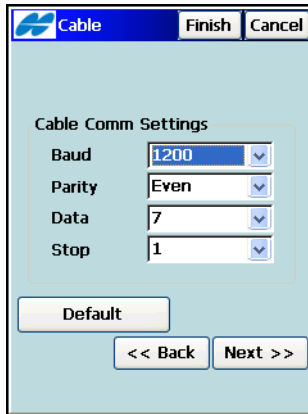 Cable Finish Cancel
Cable Comm Settings
Baud 1200
Parity Even
Data 7
Stop 1
Default
<< Back Next >>